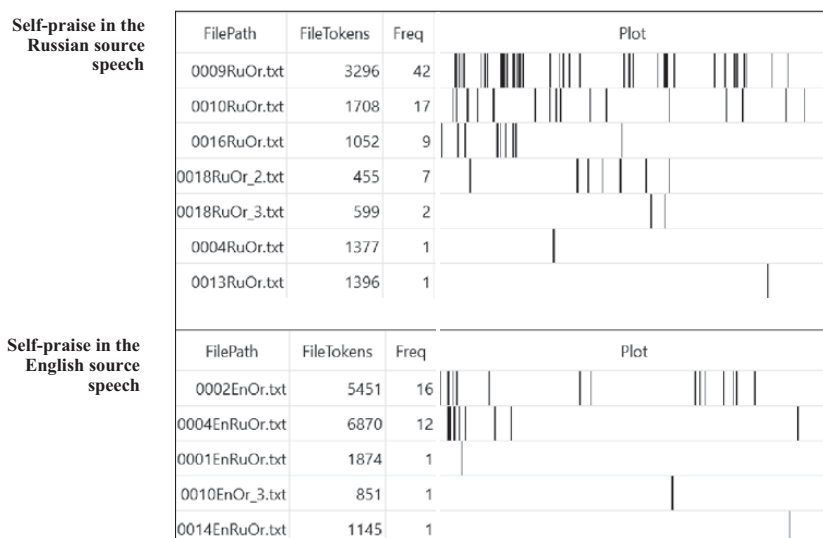 Self-praise in the
Russian source
speech
FilePath FileTokens Freq Plot
0009RuOr.txt 3296 42
0010RuOr.txt 1708 17
0016RuOr.txt 1052 9
0018RuOr_2.txt 455 7
0018RuOr_3.txt 599 2
0004RuOr.txt 1377 1
0013RuOr.txt 1396 1
Self-praise in the
English source
speech
FilePath FileTokens Freq Plot
0002EnOr.txt 5451 16
0004EnRuOr.txt 6870 12
0001EnRuOr.txt 1874 1
0010EnOr_3.txt 851 1
0014EnRuOr.txt 1145 1